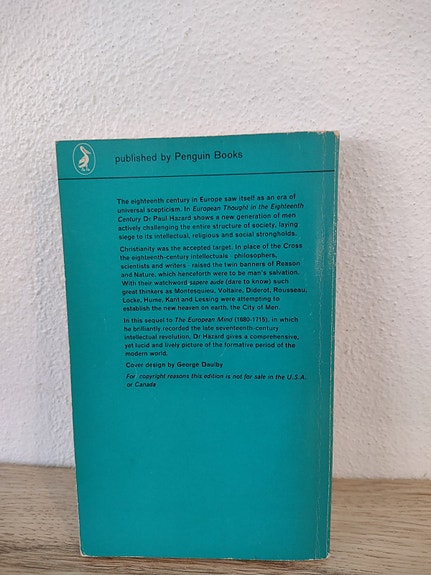 published by Penguin Books
The eighteenth century in Europe saw itself as an era of
universal scepticism. In European Thought in the Eighteenth
Century Dr Paul Hazard shows a new generation of men
actively challenging the entire structure of society, laying
siege to its intellectual, religious and social strongholds.
Christianity was the accepted target. In place of the Cross
the eighteenth-century intellectuals - philosophers,
scientists and writers - raised the twin banners of Reason
and Nature, which henceforth were to be man's salvation.
With their watchword sapere aude (dare to know) such
great thinkers as Montesquieu, Voltaire, Diderot, Rousseau,
Locke, Hume, Kant and Lessing were attempting to
establish the new heaven on earth, the City of Men.
In this sequel to The European Mind (1680-1715), in which
he brilliantly recorded the late seventeenth-century
intellectual revolution, Dr Hazard gives a comprehensive,
yet lucid and lively picture of the formative period of the
modern world.
Cover design by George Daulby
For copyright reasons this edition is not for sale in the U.S.A.
or Canada